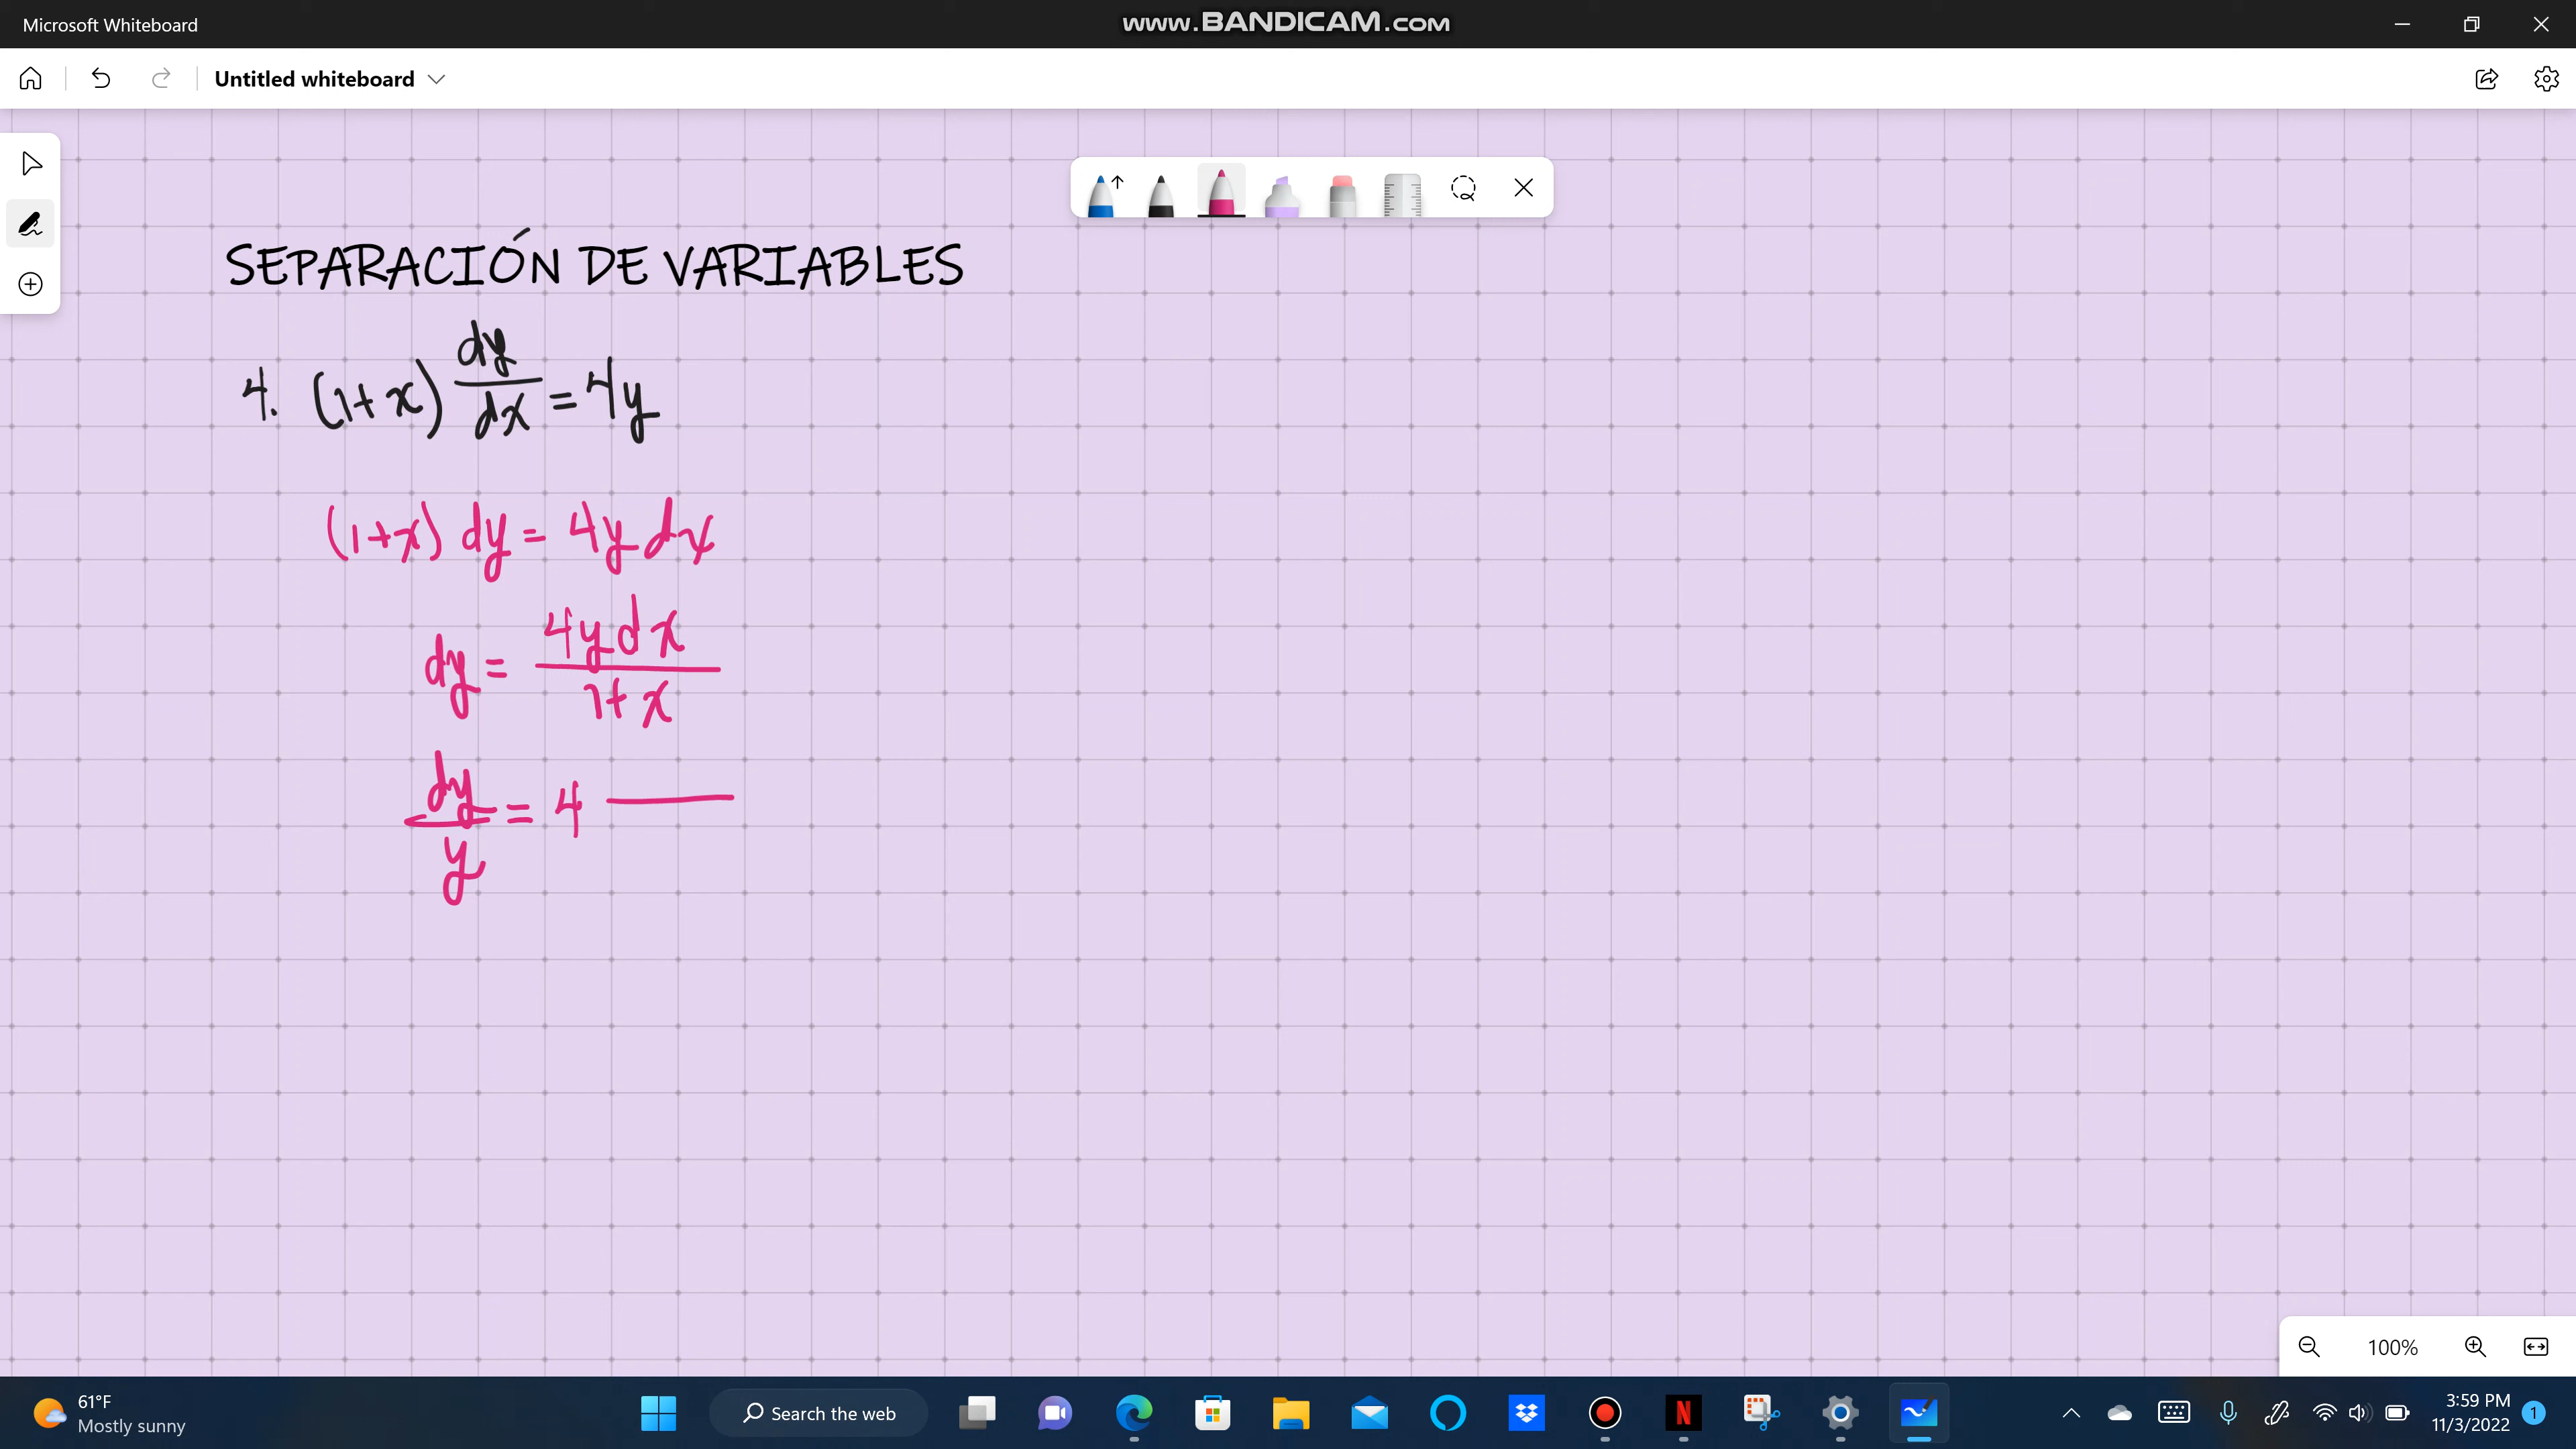 Microsoft Whiteboard
www.BANDICAM.com
Untitled whiteboard
SEPARACIÓN DE VARIABLES
4. (1+x) dy/dx = 4y
(1+x) dy = 4y dx
dy = 4y dx / 1+x
dy/y = 4
100%
61°F
Mostly sunny
Search the web
N
3:59 PM
11/3/2022
1